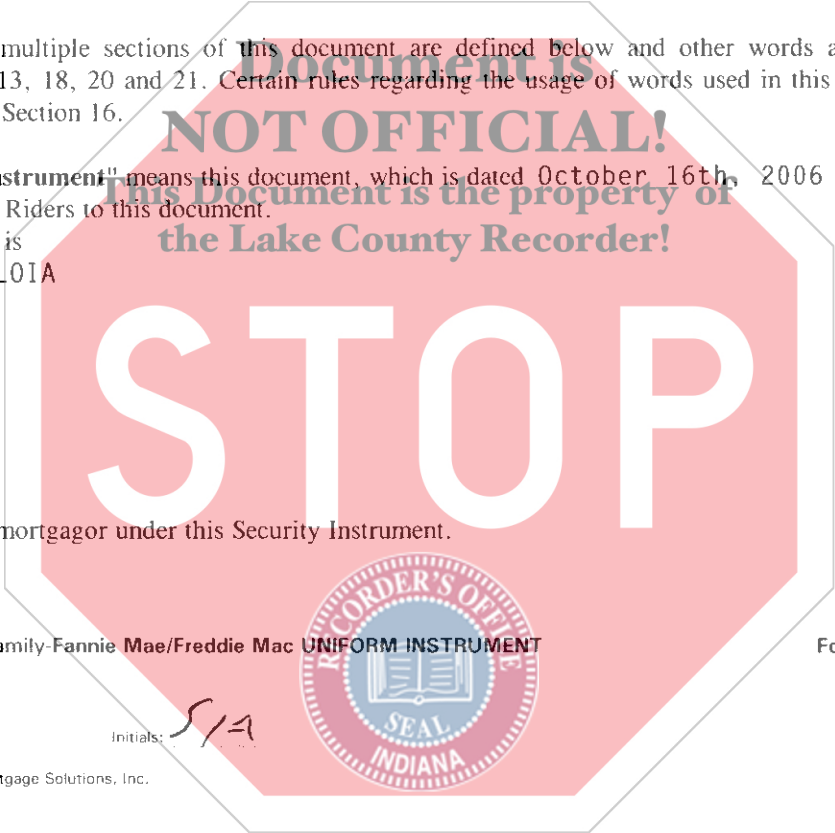 multiple sections of this document are defined below and other words a
Document is
13, 18, 20 and 21. Certain rules regarding the usage of words used in this
Section 16.
NOT OFFICIAL!
strument" means this document, which is dated October 16th, 2006
This Document is the property of
Riders to this document.
is
the Lake County Recorder!
LOIA
STOP
mortgagor under this Security Instrument.
RECORDER'S OFFICE
SEAL
INDIANA
amily-Fannie Mae/Freddie Mac UNIFORM INSTRUMENT Fo
Initials:
tgage Solutions, Inc.